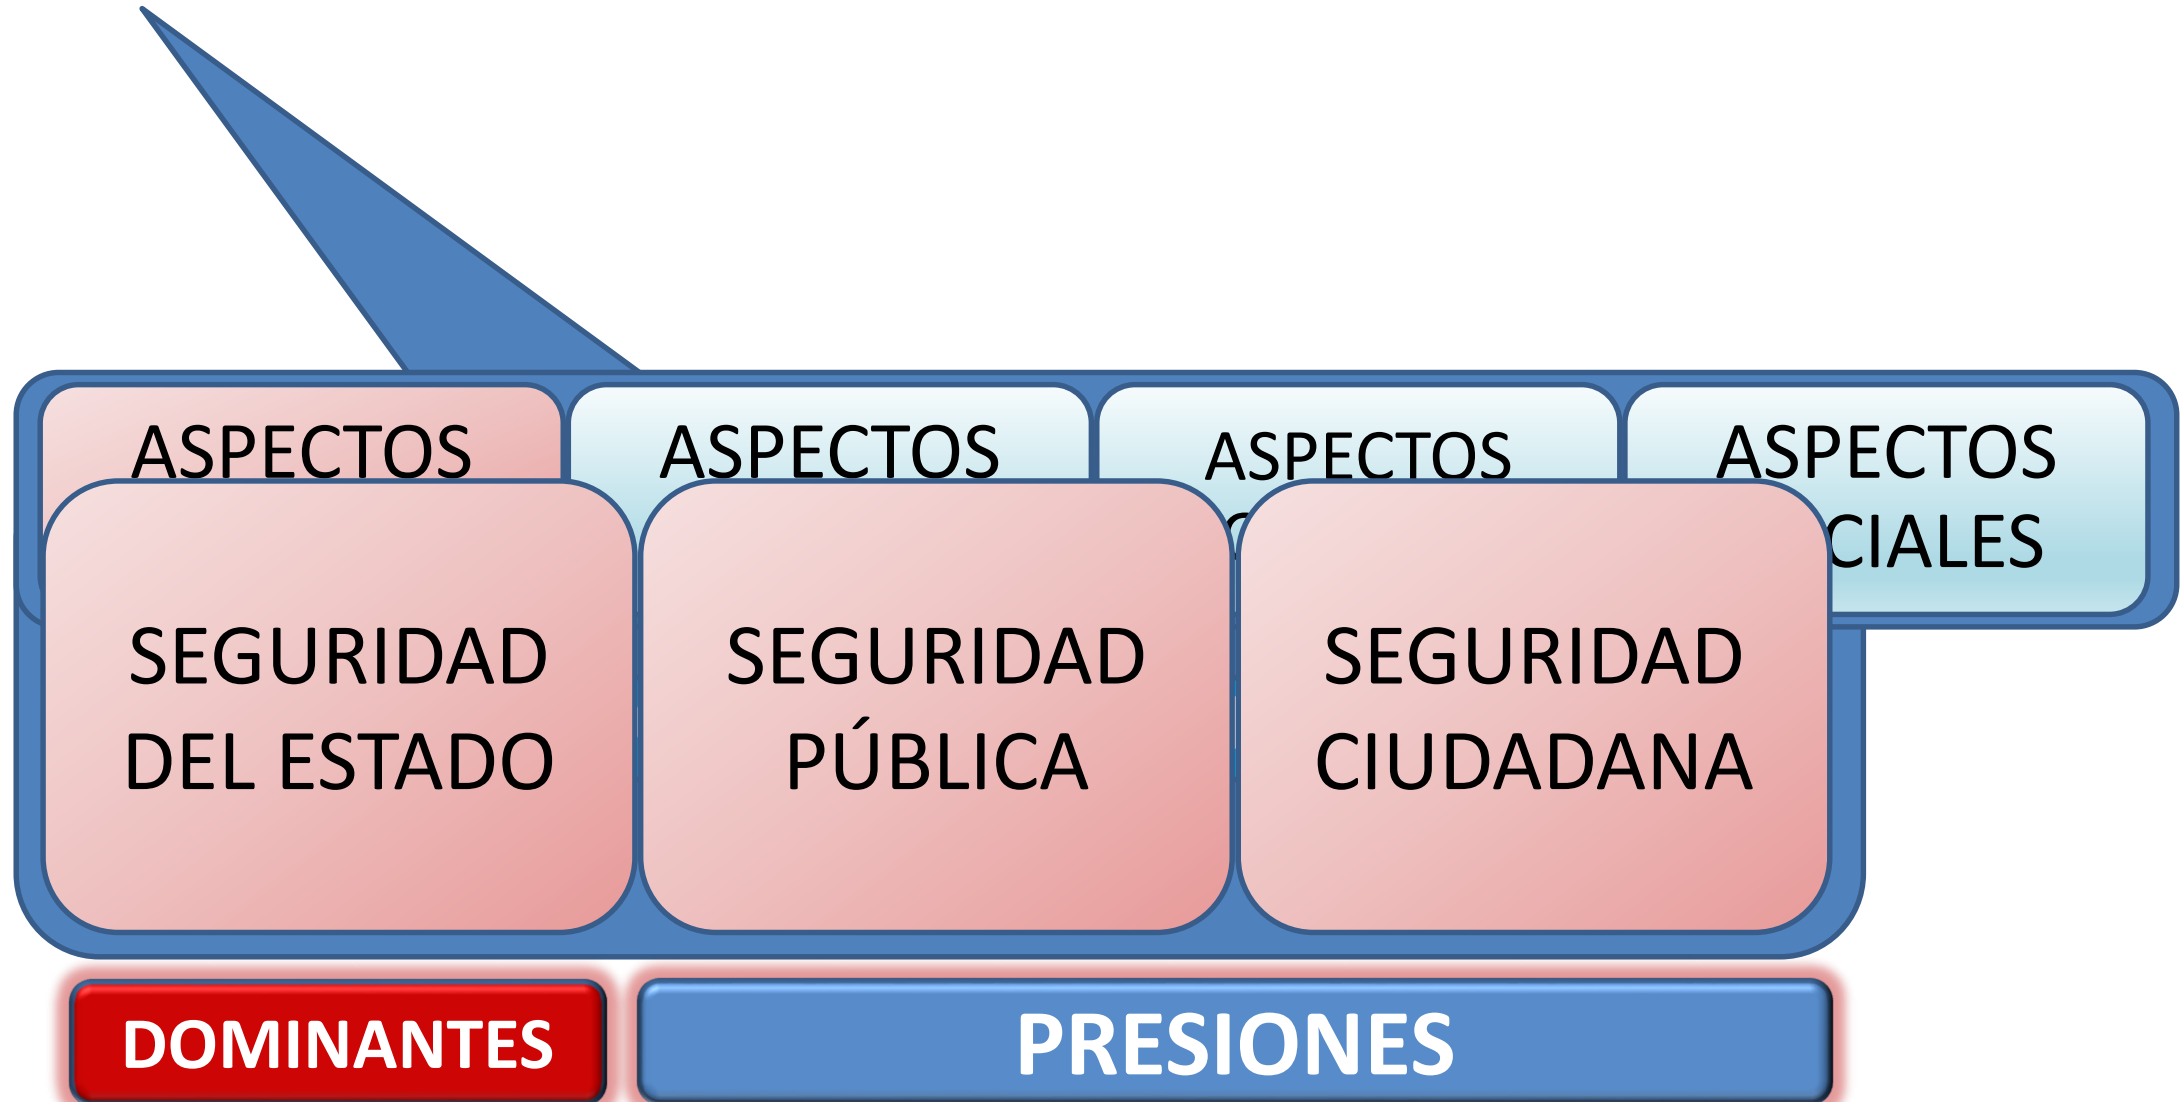 ASPECTOS
ASPECTOS
ASPECTOS
ASPECTOS
CIALES
SEGURIDAD
DEL ESTADO
SEGURIDAD
PÚBLICA
SEGURIDAD
CIUDADANA
DOMINANTES
PRESIONES